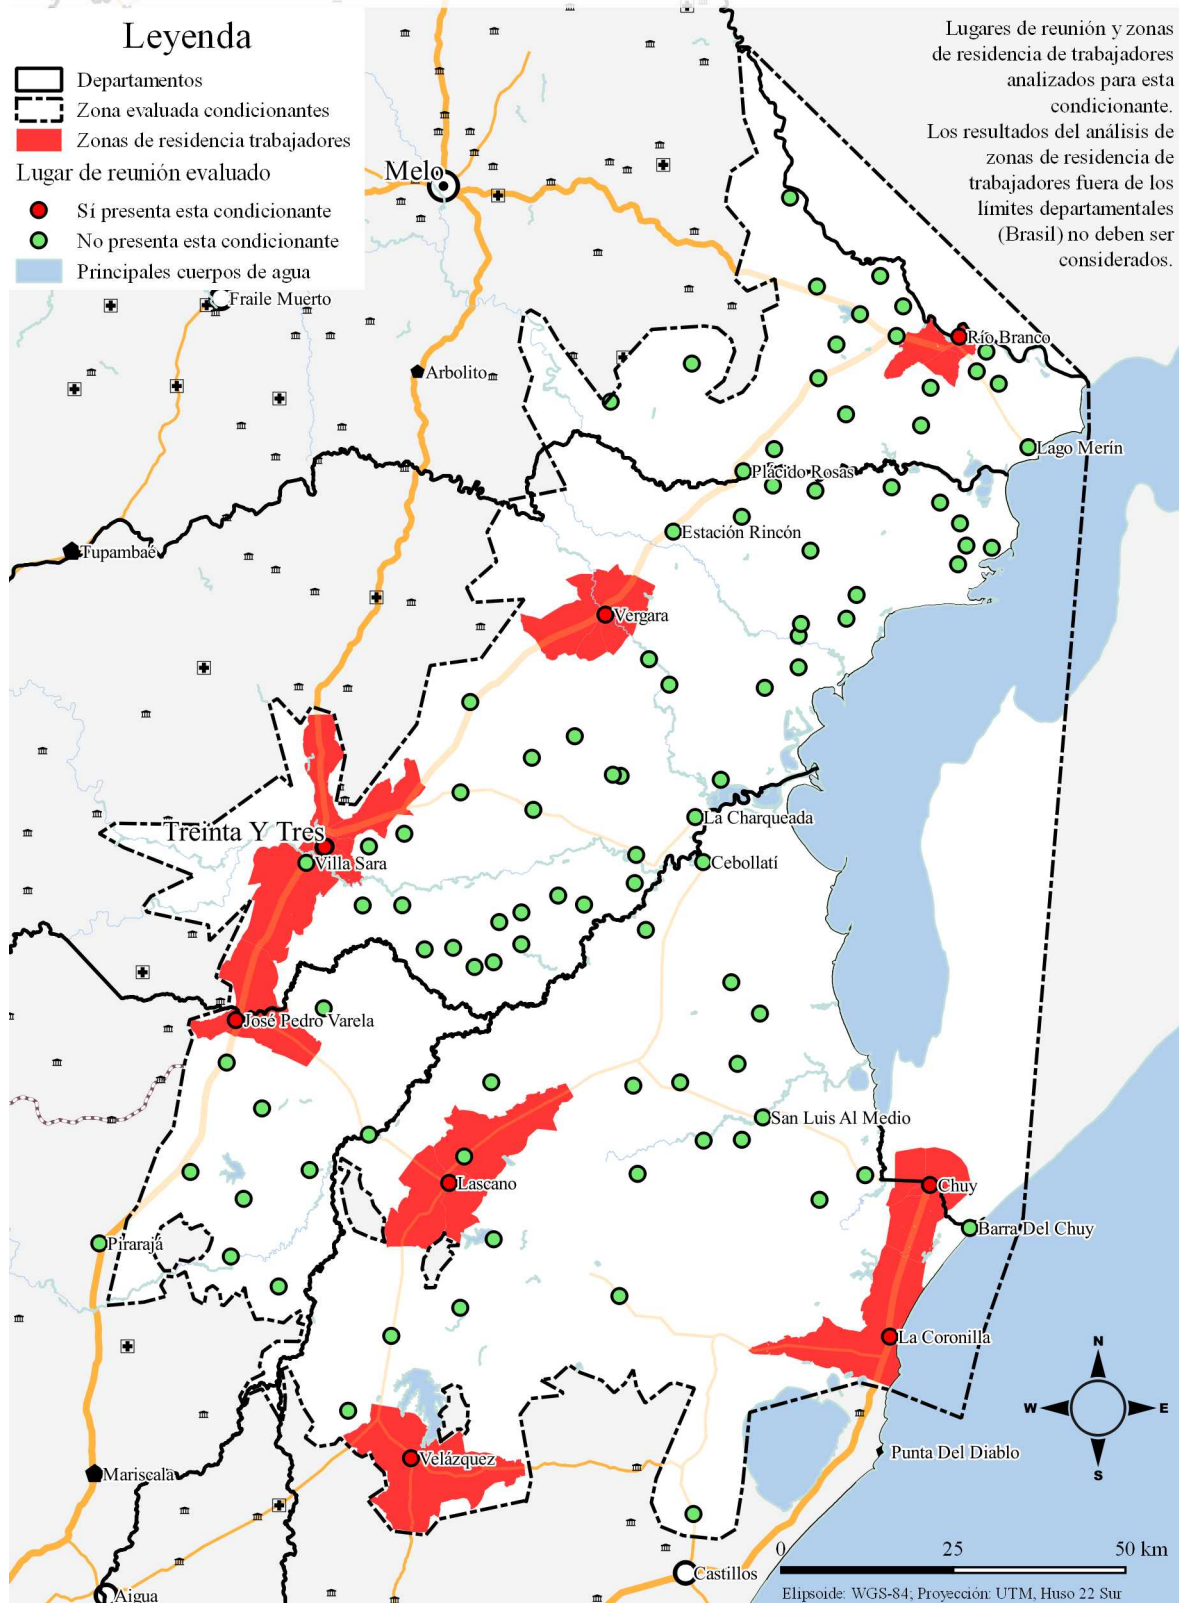 Leyenda
Departamentos
Zona evaluada condicionantes
Zonas de residencia trabajadores
Lugar de reunión evaluado
Sí presenta esta condicionante
No presenta esta condicionante
Principales cuerpos de agua
Lugares de reunión y zonas
de residencia de trabajadores
analizados para esta
condicionante.
Los resultados del análisis de
zonas de residencia de
trabajadores fuera de los
límites departamentales
(Brasil) no deben ser
considerados.
Melo
Fraile Muerto
Río Branco
Arbolito
Lago Merín
Plácido Rosas
Estación Rincón
Tupambaé
Vergara
La Charqueada
Treinta Y Tres
Villa Sara
Cebollatí
José Pedro Varela
San Luis Al Medio
Lascano
Chuy
Barra Del Chuy
Pirarajá
La Coronilla
N
W
E
S
Punta Del Diablo
Velázquez
Mariscala
Castillos
Aigua
0
25
50 km
Elipsoide: WGS-84; Proyección: UTM, Huso 22 Sur